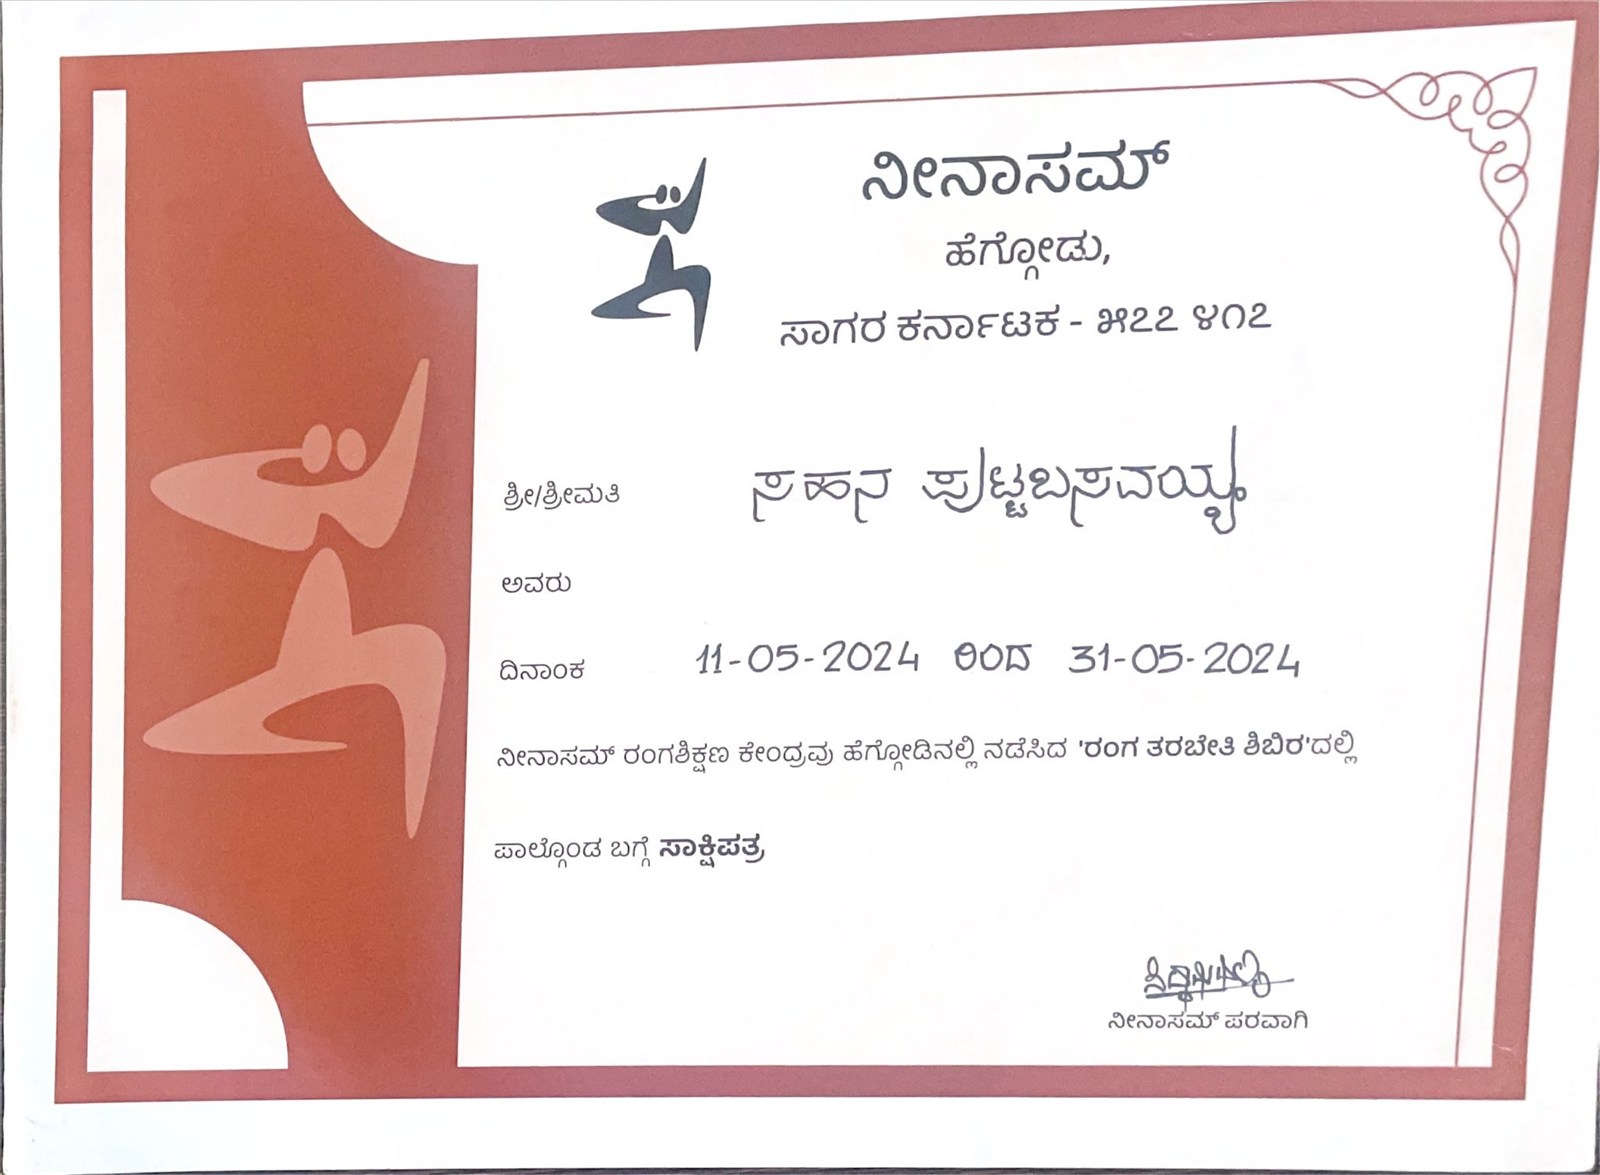 ನೀನಾಸಮ್
ಹೆಗ್ಗೋಡು,
ಸಾಗರ ಕರ್ನಾಟಕ - ೫೭೭ ೪೧೭
ಶ್ರೀ/ಶ್ರೀಮತಿ ಸಹನ ಪುಟ್ಟಬಸವಯ್ಯ
ಅವರು
ದಿನಾಂಕ 11-05-2024 ರಿಂದ 31-05-2024
ನೀನಾಸಮ್ ರಂಗಶಿಕ್ಷಣ ಕೇಂದ್ರವು ಹೆಗ್ಗೋಡಿನಲ್ಲಿ ನಡೆಸಿದ 'ರಂಗ ತರಬೇತಿ ಶಿಬಿರ'ದಲ್ಲಿ
ಪಾಲ್ಗೊಂಡ ಬಗ್ಗೆ ಸಾಕ್ಷಿಪತ್ರ
ನೀನಾಸಮ್ ಪರವಾಗಿ